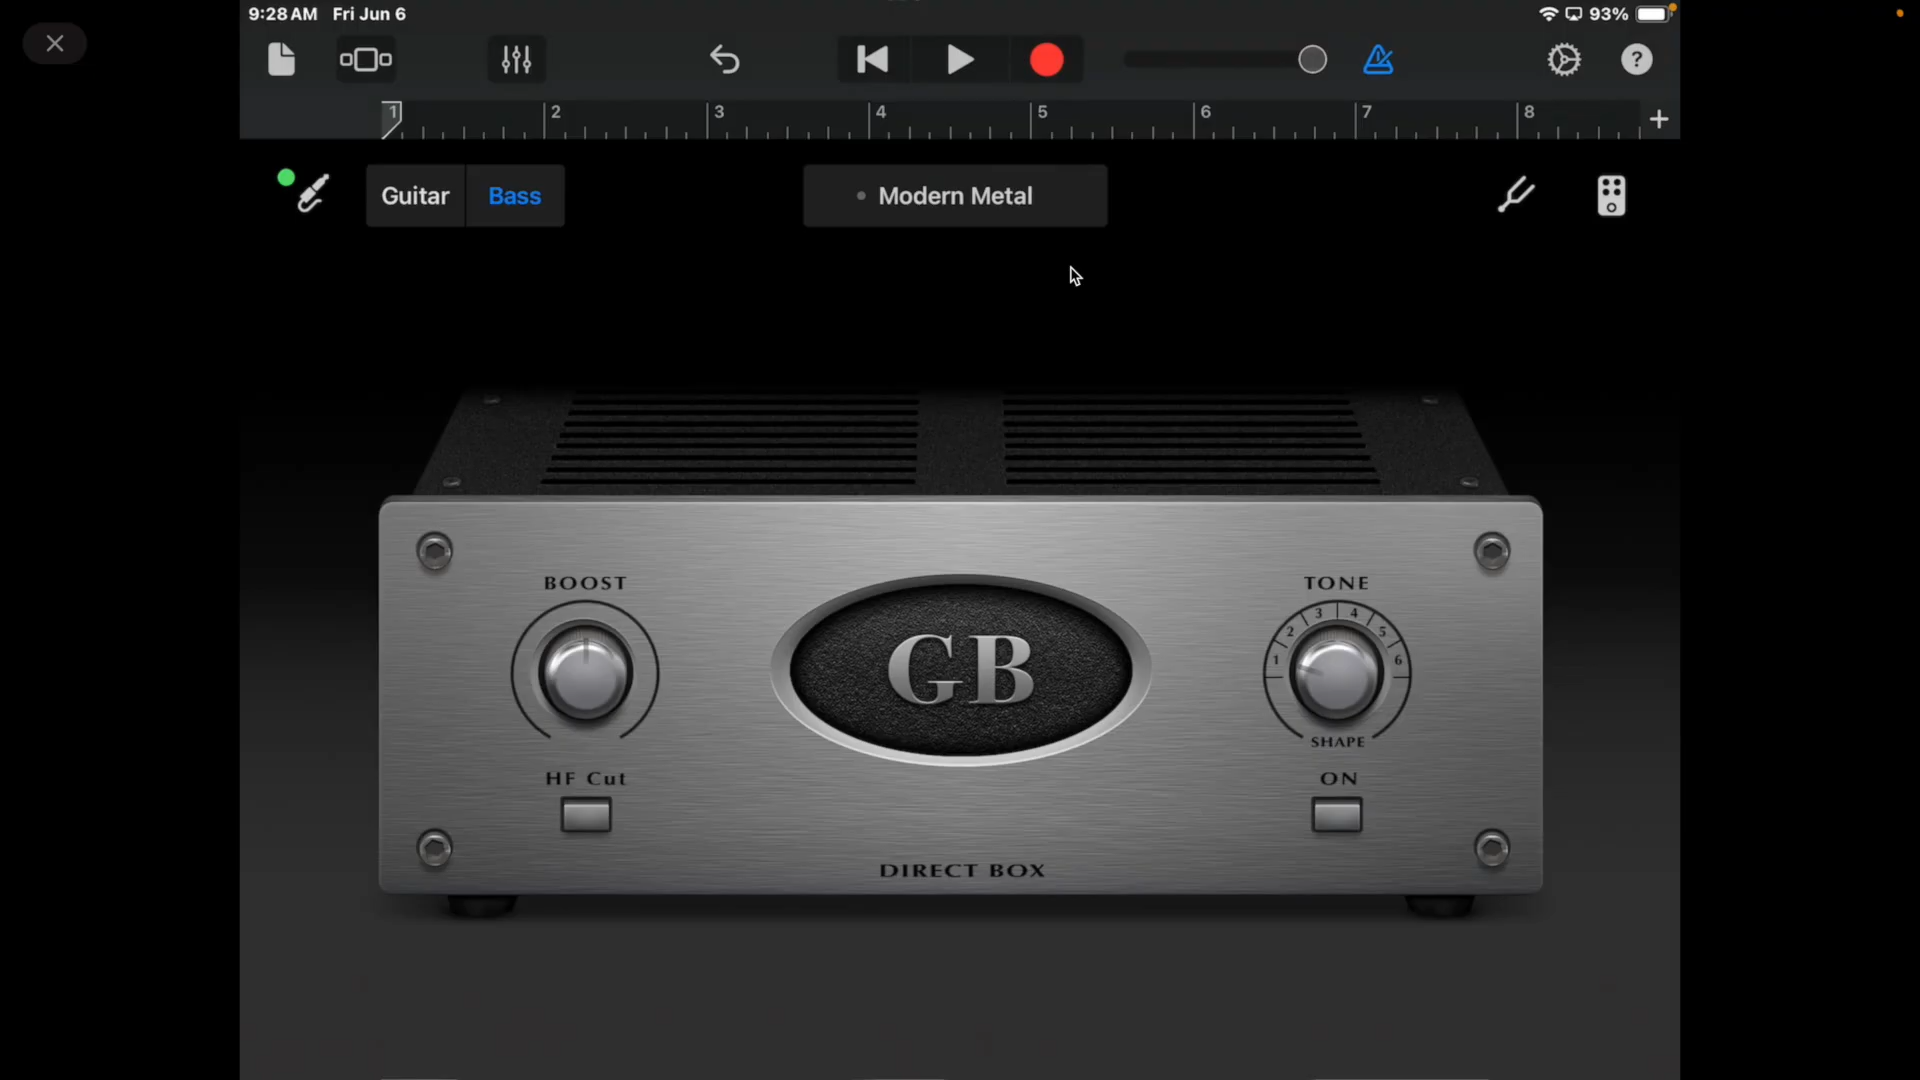 9:28 AM Fri Jun 6
93%
?
1 2 3 4 5 6 7 8 +
Guitar Bass
Modern Metal
BOOST
TONE
1 2 3 4 5 6
GB
SHAPE
HF Cut
ON
DIRECT BOX